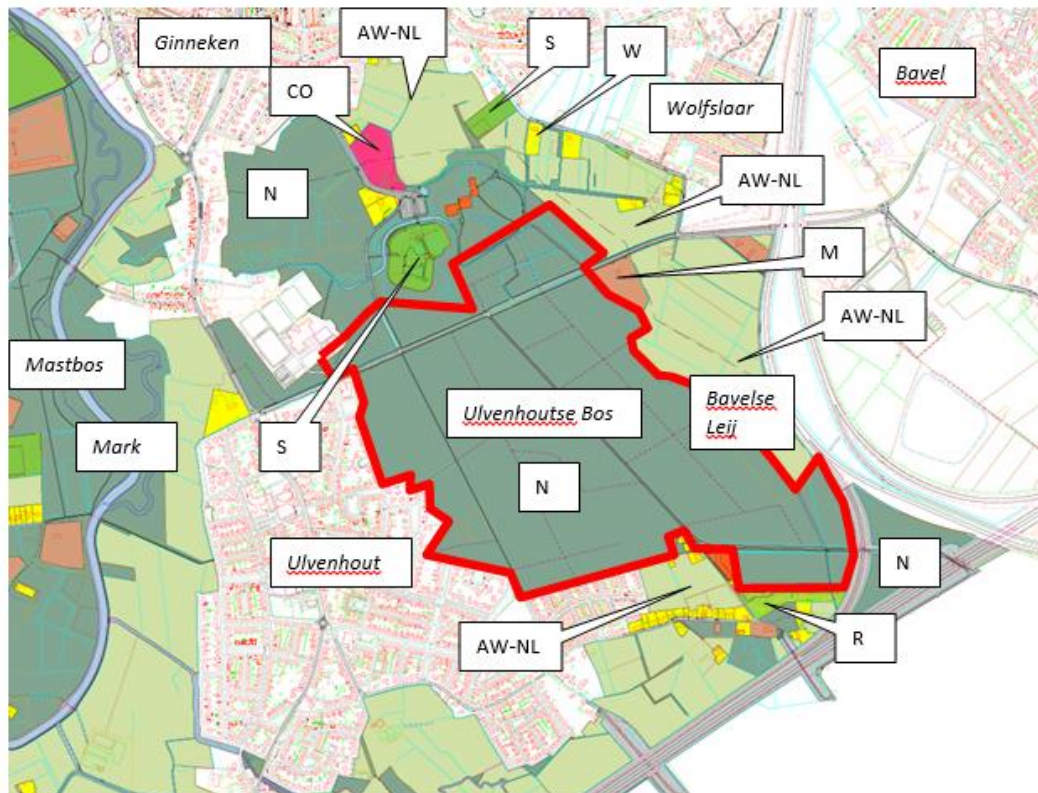 Ginneken
AW-NL
S
W
Bavel
CO
Wolfslaar
N
AW-NL
M
AW-NL
Mastbos
Ulvenhoutse Bos
Bavelse
Leij
Mark
S
N
Ulvenhout
N
AW-NL
R